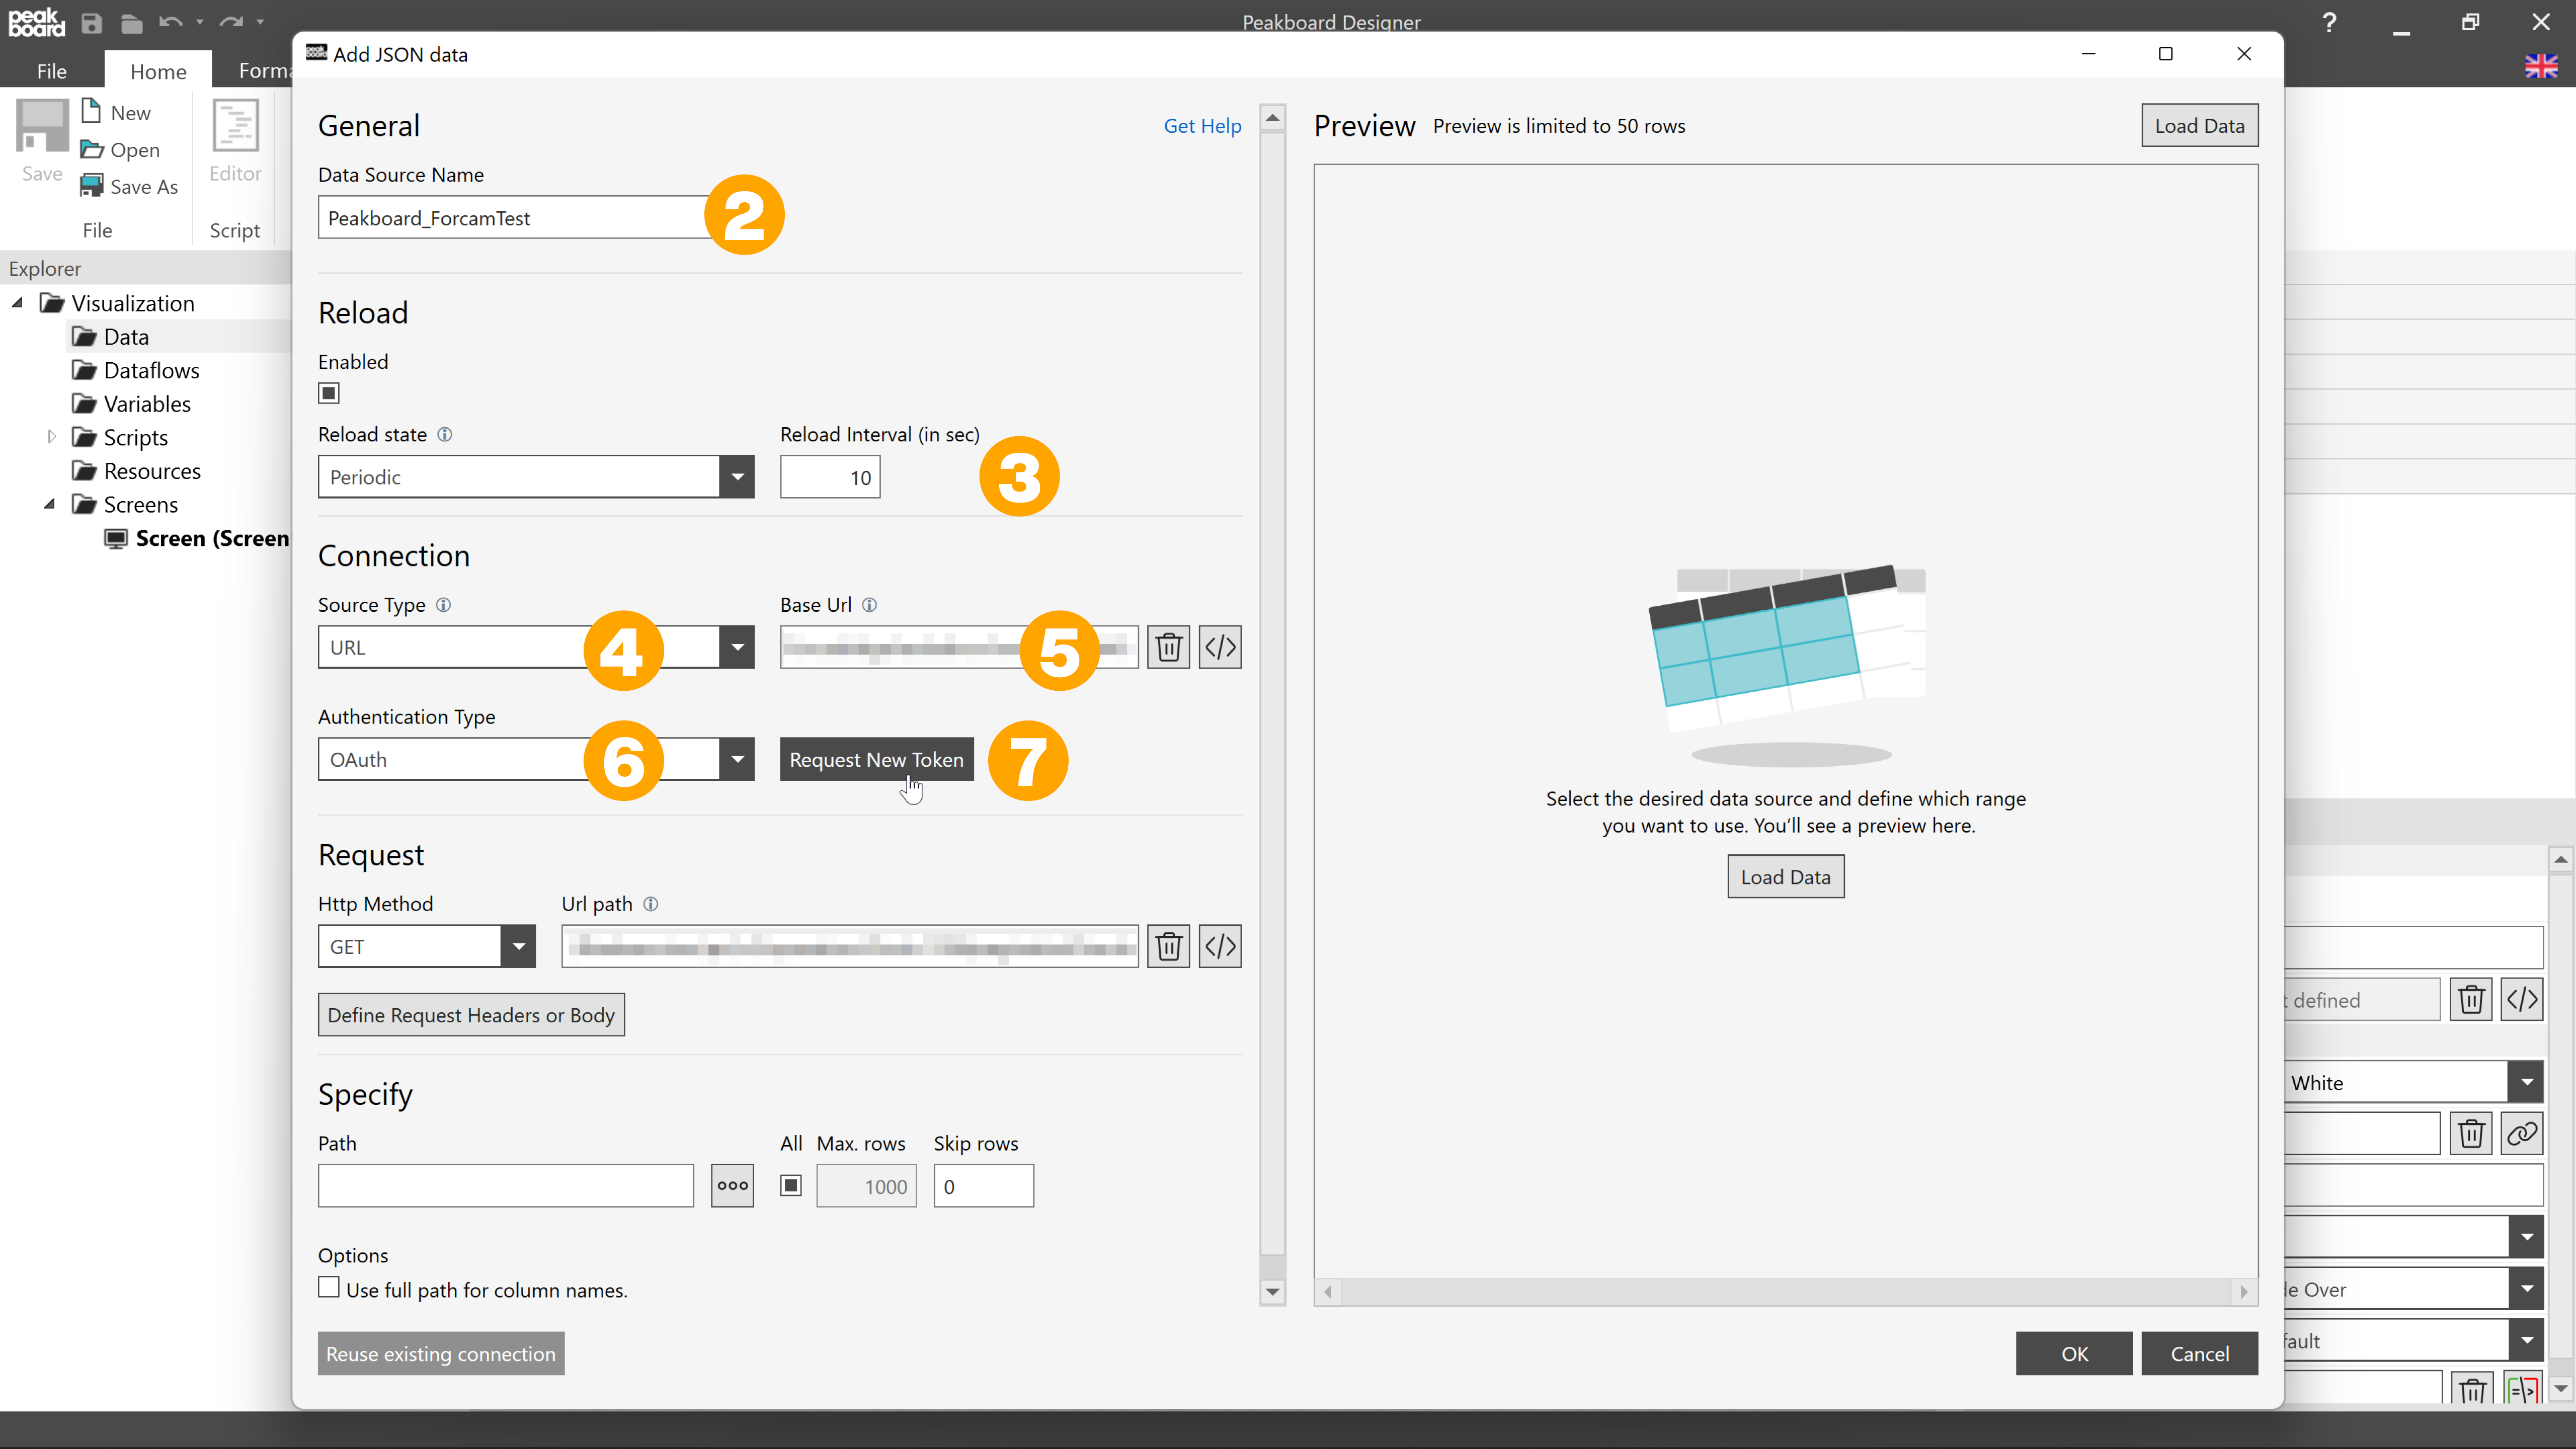 peak
board
Peakboard Designer
?
File
Home
Forma
New
Open
Save As
Save
Editor
File
Script
Explorer
Visualization
Data
Dataflows
Variables
Scripts
Resources
Screens
Screen (Screen
Add JSON data
General
Get Help
Data Source Name
Peakboard_ForcamTest
2
Reload
Enabled
Reload state
Reload Interval (in sec)
Periodic
10
3
Connection
Source Type
Base Url
URL
4
5
Authentication Type
OAuth
6
Request New Token
7
Request
Http Method
Url path
GET
Define Request Headers or Body
Specify
Path
All Max. rows Skip rows
1000
0
Options
Use full path for column names.
Reuse existing connection
Preview Preview is limited to 50 rows
Load Data
Select the desired data source and define which range
you want to use. You'll see a preview here.
Load Data
OK
Cancel
t defined
White
de Over
fault